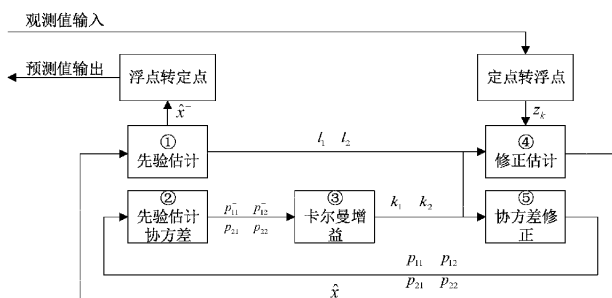 观测值输入
预测值输出
浮点转定点
定点转浮点
x̂⁻
z_k
①
先验估计
l₁ l₂
④
修正估计
②
先验估计
协方差
p₁₁⁻ p₁₂⁻
p₂₁⁻ p₂₂⁻
③
卡尔曼增
益
k₁ k₂
⑤
协方差修
正
p₁₁ p₁₂
p₂₁ p₂₂
x̂